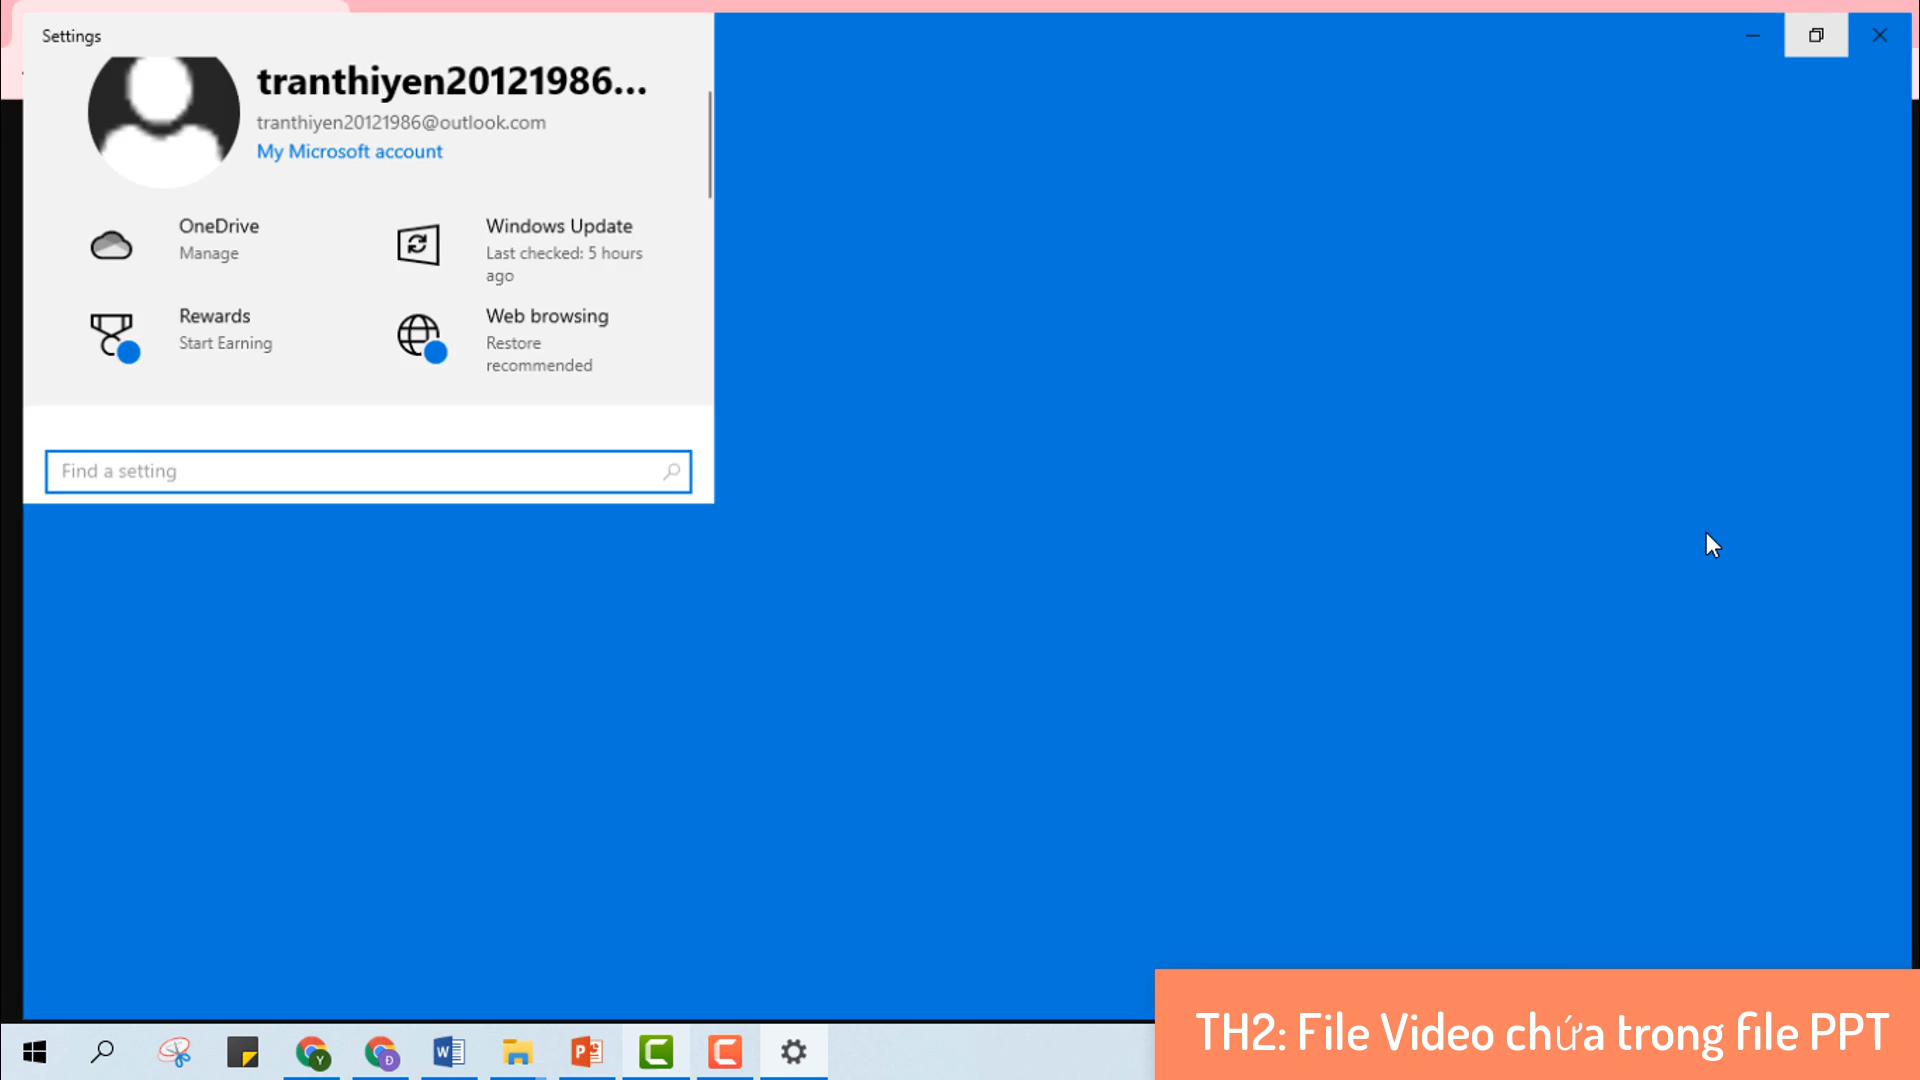 Settings
tranthiyen20121986...
tranthiyen20121986@outlook.com
My Microsoft account
OneDrive
Manage
Windows Update
Last checked: 5 hours
ago
Rewards
Start Earning
Web browsing
Restore
recommended
Find a setting
Y
Đ
TH2: File Video chứa trong file PPT